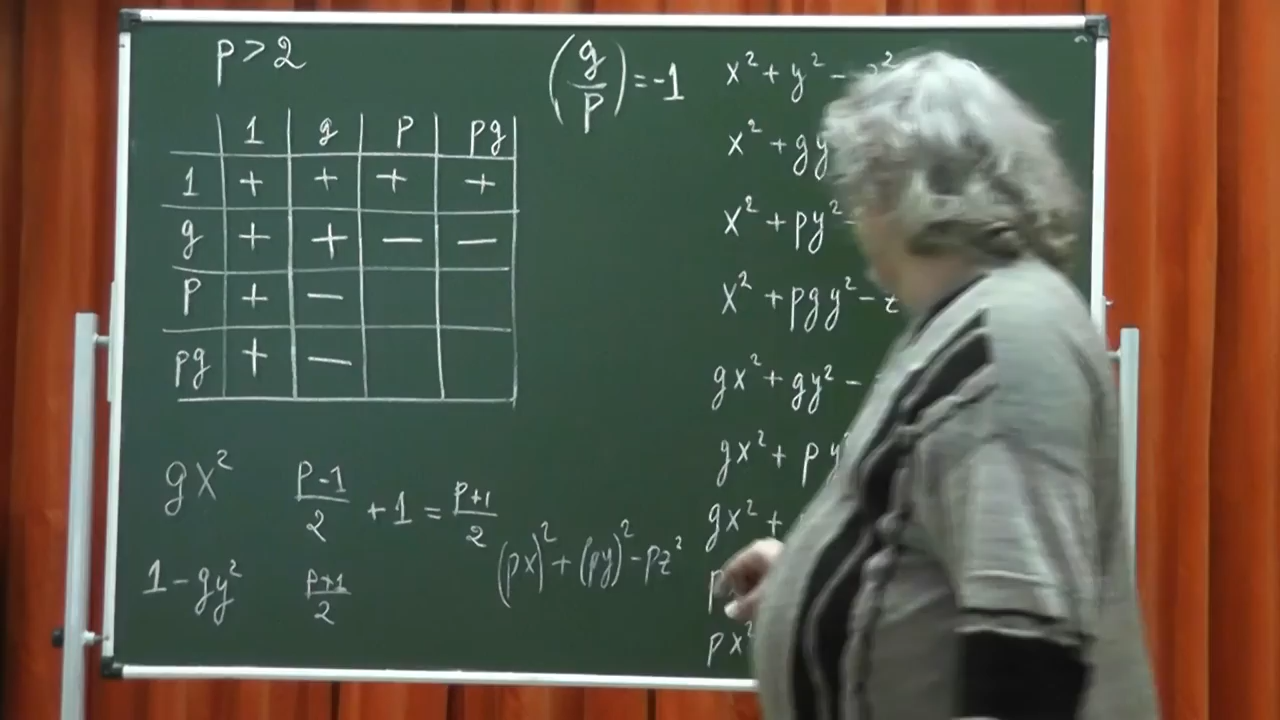 p > 2
(g/p) = -1
1 g p pg
1 + + + +
g + + — —
p + —
pg + —
gx² (p-1)/2 + 1 = (p+1)/2
1 - gy² (p+1)/2
(px)² + (py)² - pz²
x² + y² -
x² + gy
x² + py² -
x² + pgy² - z
gx² + gy² -
gx² + py²
gx² +
p
px²